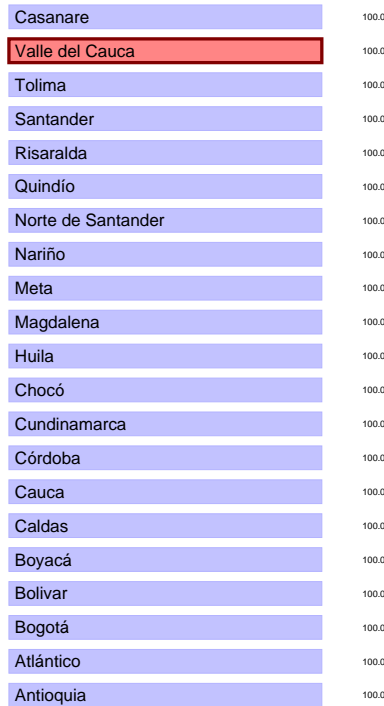 Casanare 100.0
Valle del Cauca 100.0
Tolima 100.0
Santander 100.0
Risaralda 100.0
Quindío 100.0
Norte de Santander 100.0
Nariño 100.0
Meta 100.0
Magdalena 100.0
Huila 100.0
Chocó 100.0
Cundinamarca 100.0
Córdoba 100.0
Cauca 100.0
Caldas 100.0
Boyacá 100.0
Bolivar 100.0
Bogotá 100.0
Atlántico 100.0
Antioquia 100.0